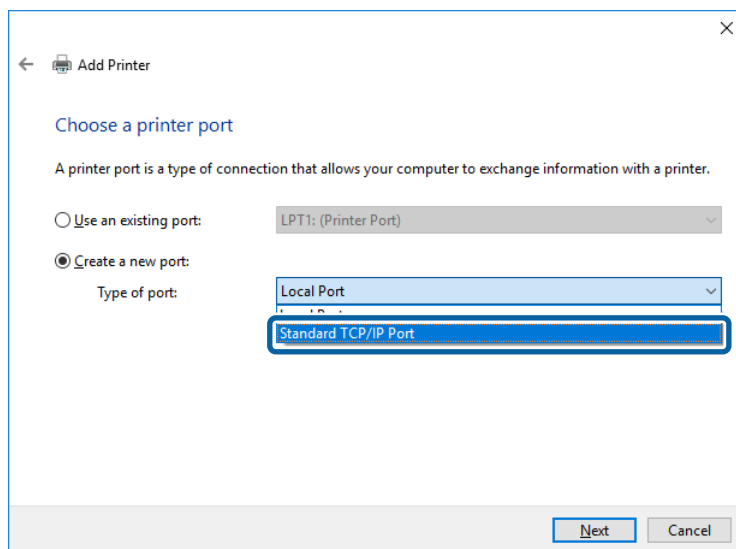 Add Printer
Choose a printer port
A printer port is a type of connection that allows your computer to exchange information with a printer.
Use an existing port: LPT1: (Printer Port)
Create a new port:
Type of port: Local Port
Standard TCP/IP Port
Next Cancel